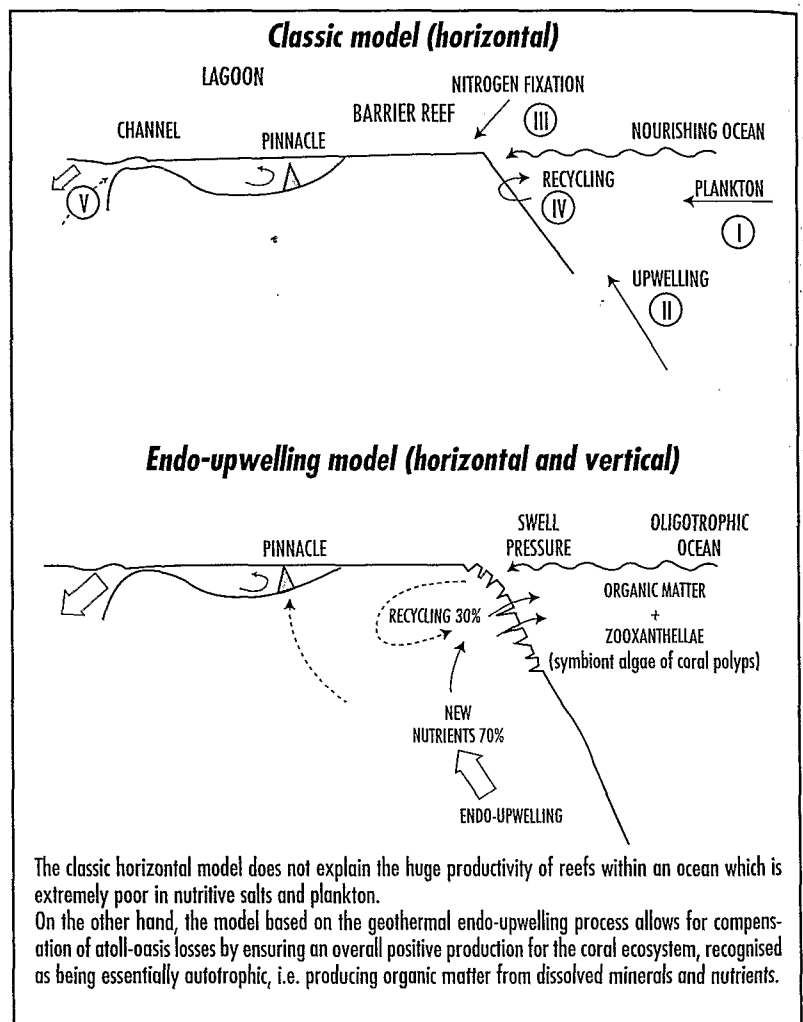 Classic model (horizontal)
LAGOON
NITROGEN FIXATION
III
BARRIER REEF
CHANNEL
PINNACLE
NOURISHING OCEAN
RECYCLING
IV
PLANKTON
I
V
UPWELLING
II
Endo-upwelling model (horizontal and vertical)
SWELL
PRESSURE
OLIGOTROPHIC
OCEAN
PINNACLE
ORGANIC MATTER
+
ZOOXANTHELLAE
(symbiont algae of coral polyps)
RECYCLING 30%
NEW
NUTRIENTS 70%
ENDO-UPWELLING
The classic horizontal model does not explain the huge productivity of reefs within an ocean which is
extremely poor in nutritive salts and plankton.
On the other hand, the model based on the geothermal endo-upwelling process allows for compens-
ation of atoll-oasis losses by ensuring an overall positive production for the coral ecosystem, recognised
as being essentially autotrophic, i.e. producing organic matter from dissolved minerals and nutrients.